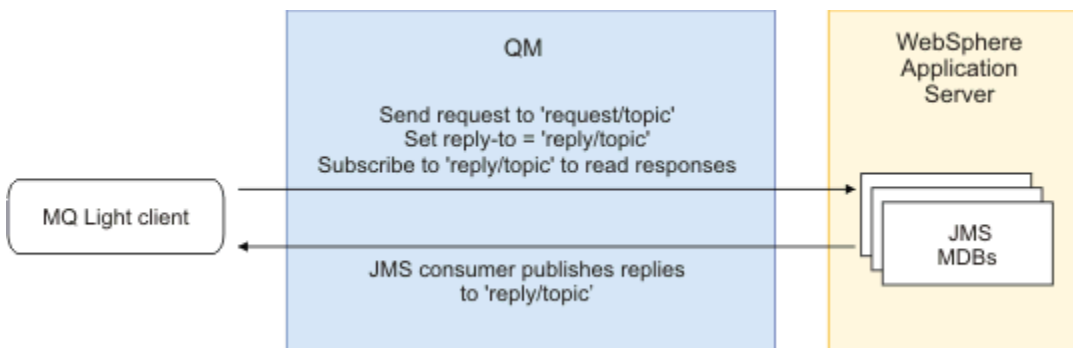 QM
WebSphere
Application
Server
Send request to 'request/topic'
Set reply-to = 'reply/topic'
Subscribe to 'reply/topic' to read responses
MQ Light client
JMS
MDBs
JMS consumer publishes replies
to 'reply/topic'